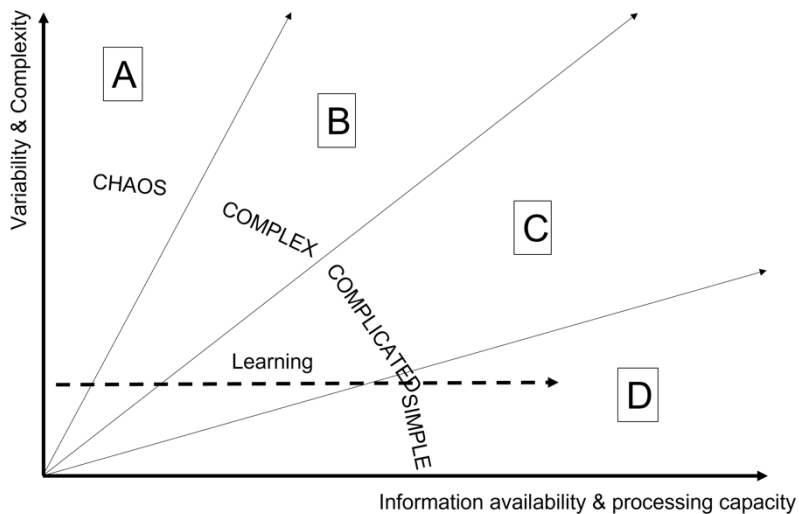 Variability & Complexity
A
B
CHAOS
COMPLEX
C
COMPLICATED
Learning
D
SIMPLE
Information availability & processing capacity